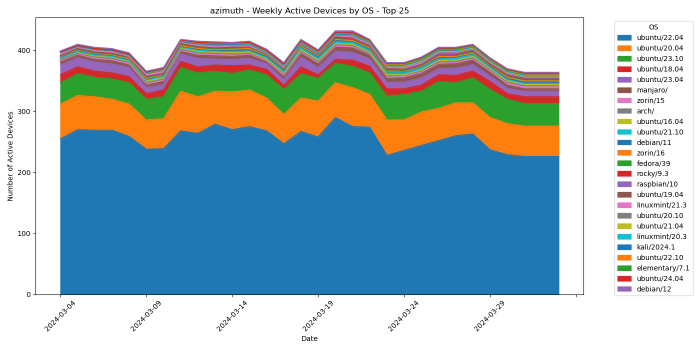 azimuth - Weekly Active Devices by OS - Top 25
Number of Active Devices
400
300
200
100
0
2024-03-04
2024-03-09
2024-03-14
2024-03-19
2024-03-24
2024-03-29
Date
OS
ubuntu/22.04
ubuntu/20.04
ubuntu/23.10
ubuntu/18.04
ubuntu/23.04
manjaro/
zorin/15
arch/
ubuntu/16.04
ubuntu/21.10
debian/11
zorin/16
fedora/39
rocky/9.3
raspbian/10
ubuntu/19.04
linuxmint/21.3
ubuntu/20.10
ubuntu/21.04
linuxmint/20.3
kali/2024.1
ubuntu/22.10
elementary/7.1
ubuntu/24.04
debian/12